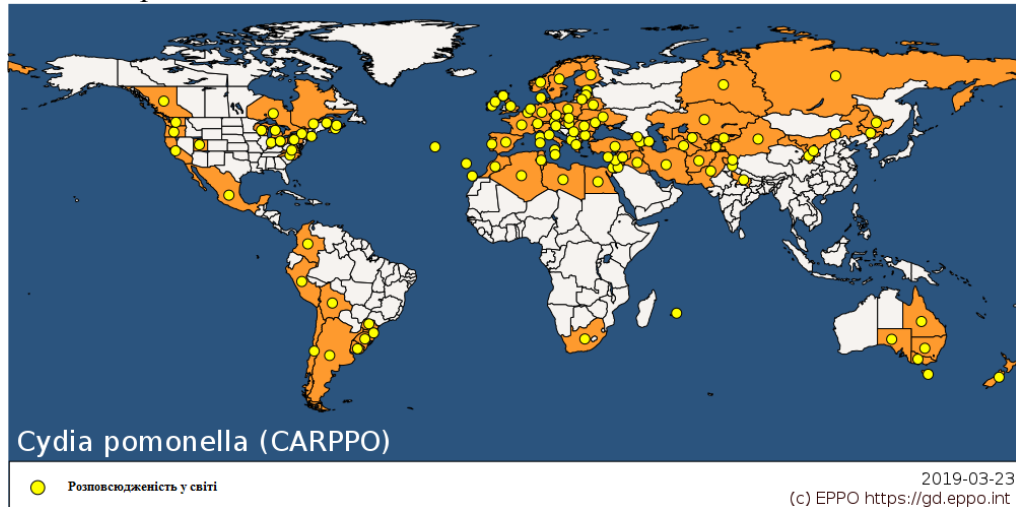 Cydia pomonella (CARPPO)
Розповсюдженість у світі
2019-03-23
(c) EPPO https://gd.eppo.int